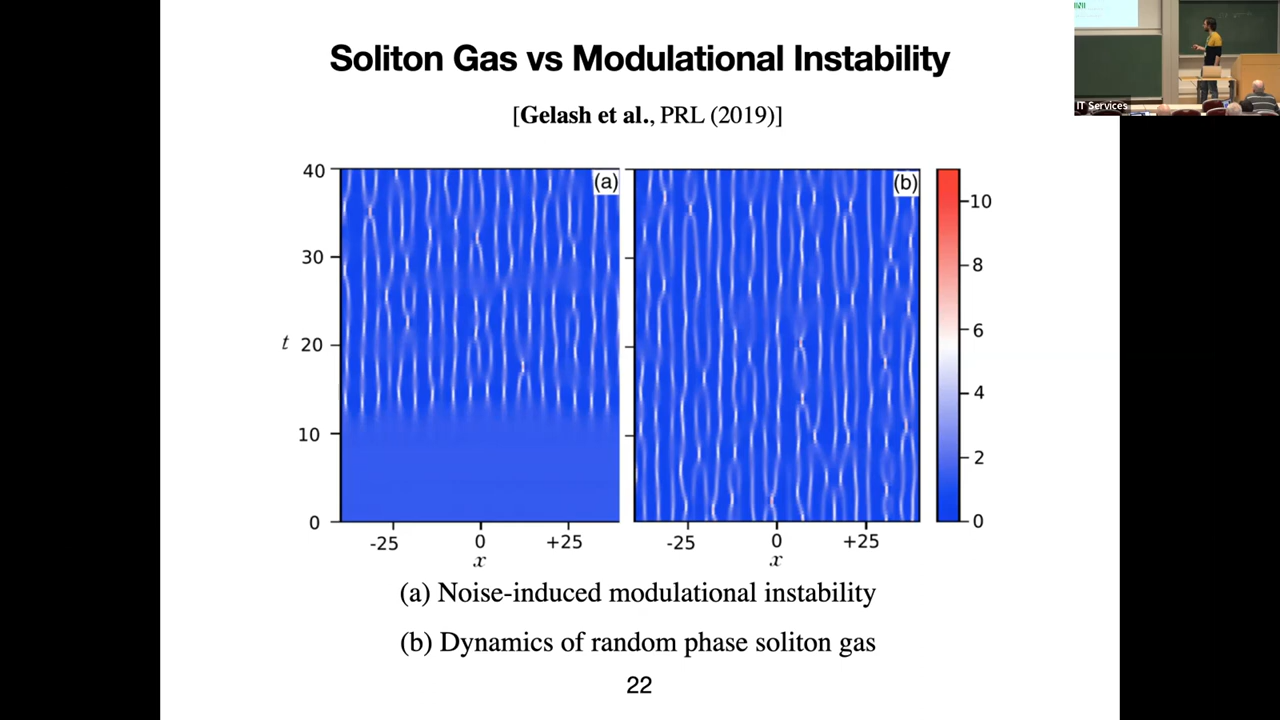 Soliton Gas vs Modulational Instability
[Gelash et al., PRL (2019)]
(a)
(b)
40
30
t 20
10
0
-25 0 +25
x
-25 0 +25
x
10
8
6
4
2
0
(a) Noise-induced modulational instability
(b) Dynamics of random phase soliton gas
22
IT Services